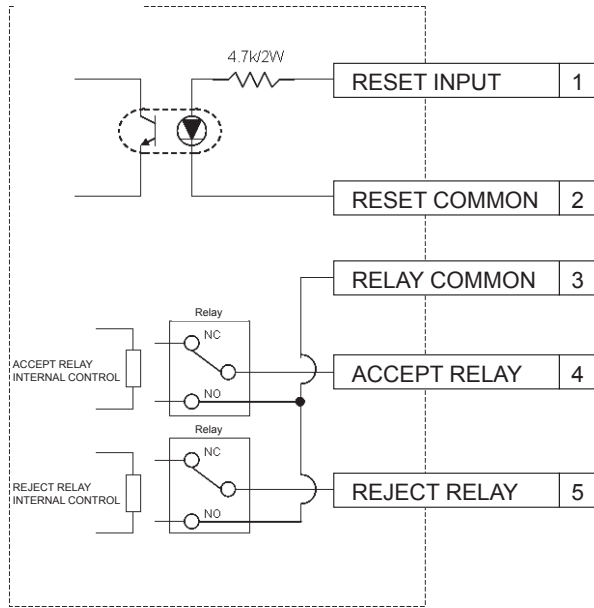 4.7k/2W
RESET INPUT 1
RESET COMMON 2
RELAY COMMON 3
Relay
NC
ACCEPT RELAY
INTERNAL CONTROL
ACCEPT RELAY 4
NO
Relay
NC
REJECT RELAY
INTERNAL CONTROL
REJECT RELAY 5
NO